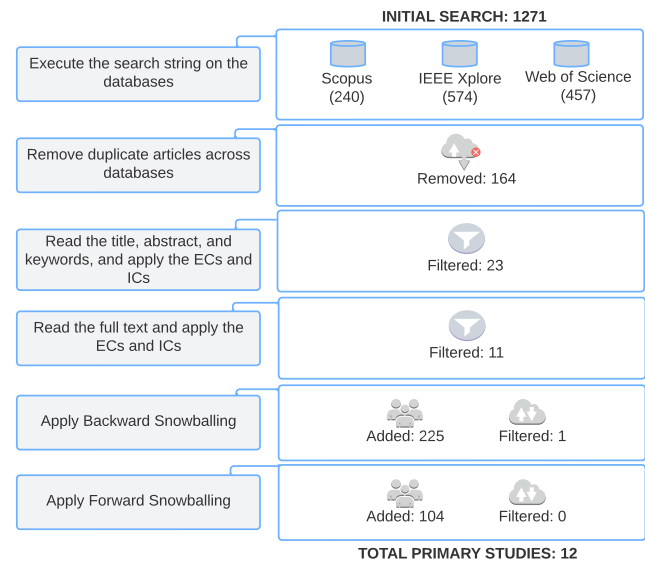 INITIAL SEARCH: 1271
Execute the search string on the
databases
Scopus
(240)
IEEE Xplore
(574)
Web of Science
(457)
Remove duplicate articles across
databases
Removed: 164
Read the title, abstract, and
keywords, and apply the ECs and
ICs
Filtered: 23
Read the full text and apply the
ECs and ICs
Filtered: 11
Apply Backward Snowballing
Added: 225
Filtered: 1
Apply Forward Snowballing
Added: 104
Filtered: 0
TOTAL PRIMARY STUDIES: 12